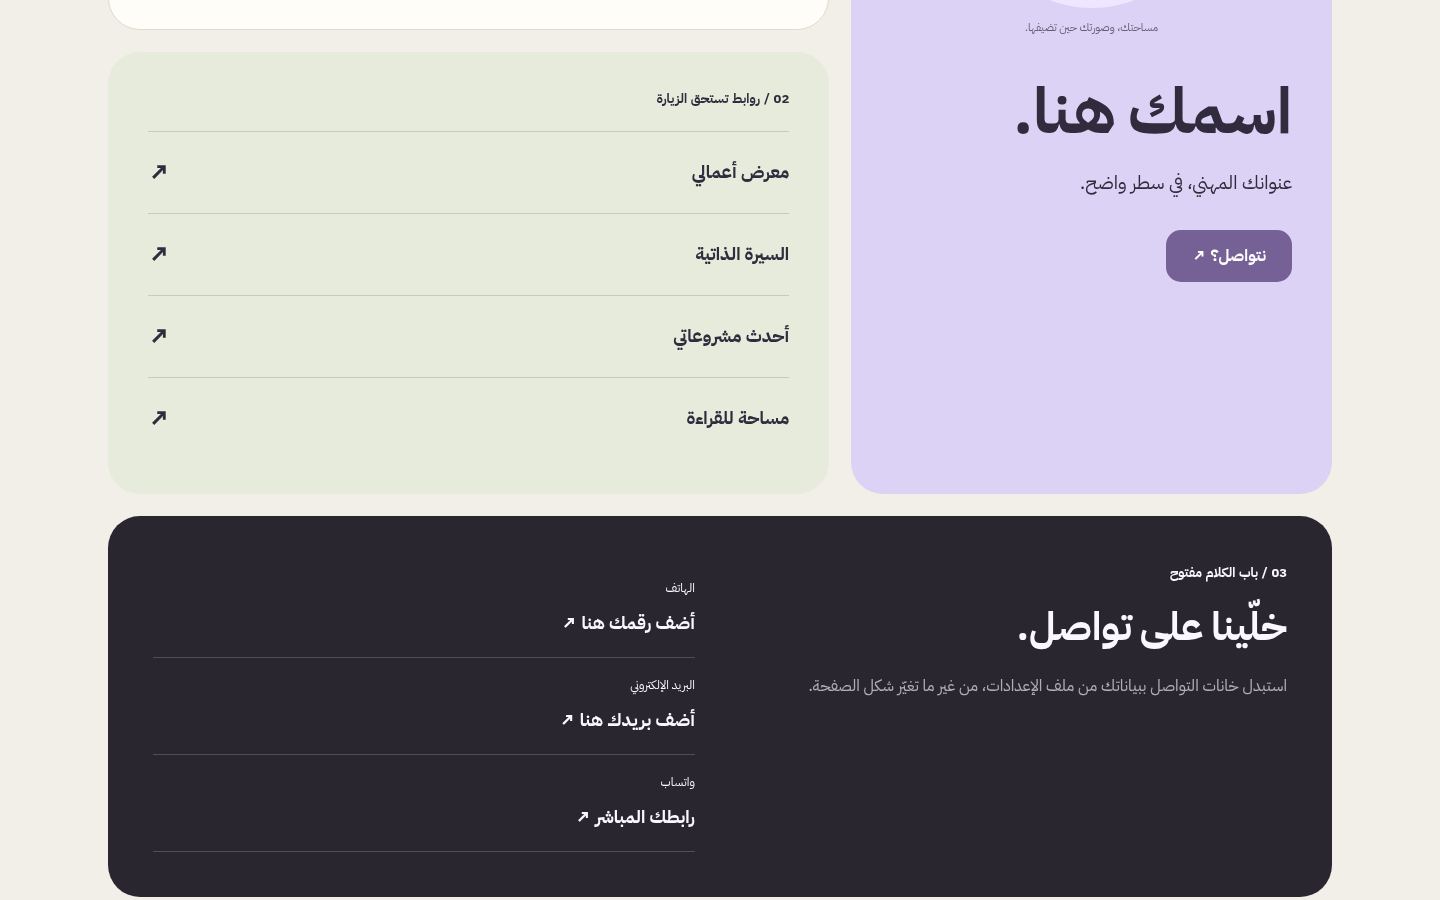 مساحتك، وصورتك حين تضيفها.
اسمك هنا.
عنوانك المهني، في سطر واضح.
نتواصل؟ ↗
02 / روابط تستحق الزيارة
معرض أعمالي ↗
السيرة الذاتية ↗
أحدث مشروعاتي ↗
مساحة للقراءة ↗
03 / باب الكلام مفتوح
خلّينا على تواصل.
استبدل خانات التواصل ببياناتك من ملف الإعدادات، من غير ما تغيّر شكل الصفحة.
الهاتف
أضف رقمك هنا ↗
البريد الإلكتروني
أضف بريدك هنا ↗
واتساب
رابطك المباشر ↗